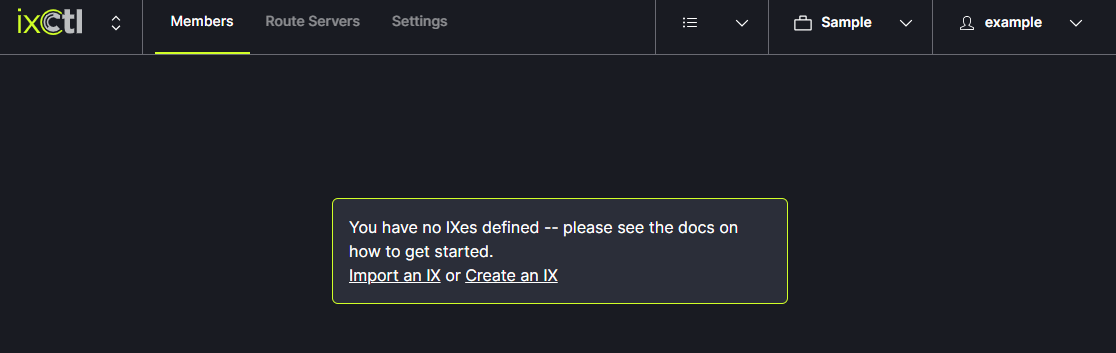 ixCtl Members Route Servers Settings Sample example
You have no IXes defined -- please see the docs on
how to get started.
Import an IX or Create an IX